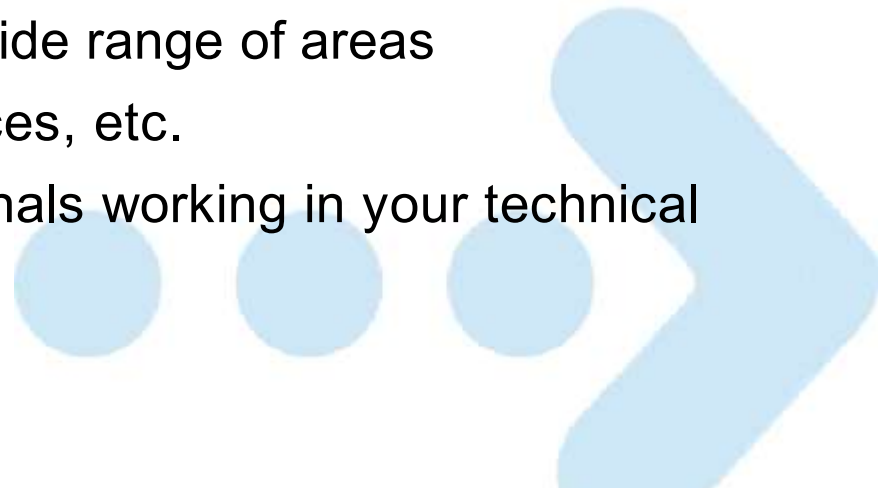 ide range of areas
ces, etc.
nals working in your technical